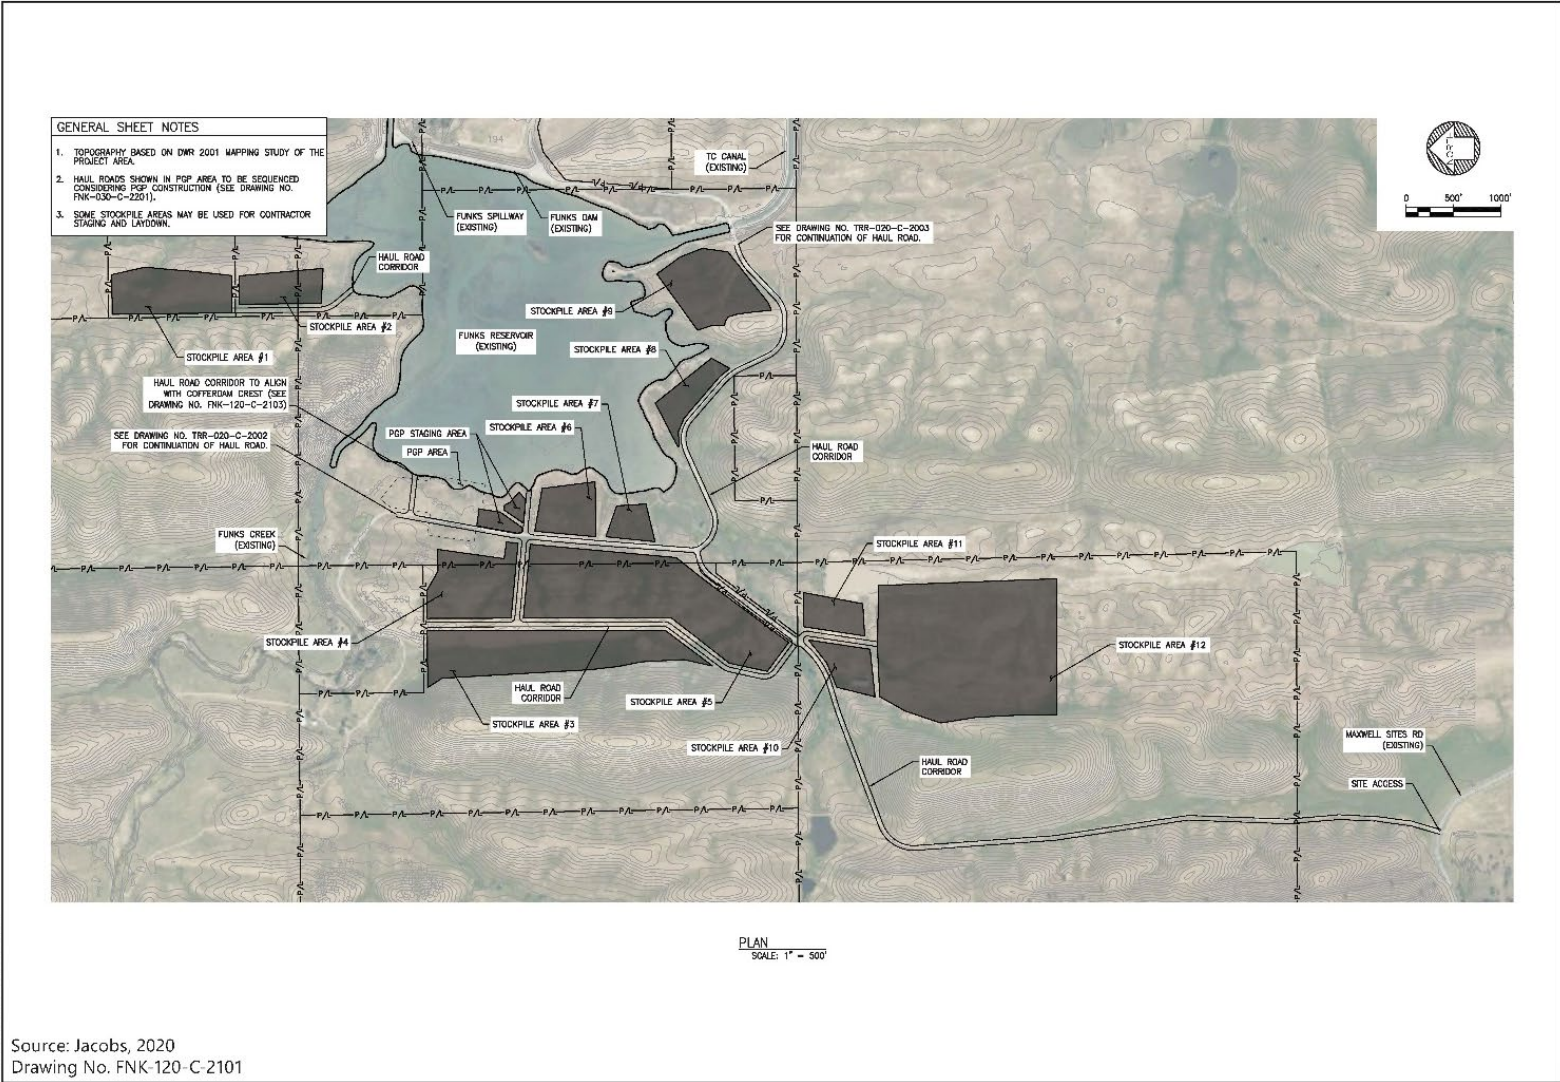 GENERAL SHEET NOTES
1. TOPOGRAPHY BASED ON DWR 2001 MAPPING STUDY OF THE
PROJECT AREA.
2. HAUL ROADS SHOWN IN PGP AREA TO BE SEQUENCED
CONSIDERING PGP CONSTRUCTION (SEE DRAWING NO.
FNK-030-C-2201).
3. SOME STOCKPILE AREAS MAY BE USED FOR CONTRACTOR
STAGING AND LAYDOWN.
TC CANAL
(EXISTING)
0 500' 1000'
FUNKS SPILLWAY
(EXISTING)
FUNKS DAM
(EXISTING)
SEE DRAWING NO. TRR-020-C-2003
FOR CONTINUATION OF HAUL ROAD.
HAUL ROAD
CORRIDOR
STOCKPILE AREA #9
STOCKPILE AREA #2
FUNKS RESERVOIR
(EXISTING)
STOCKPILE AREA #8
STOCKPILE AREA #1
HAUL ROAD CORRIDOR TO ALIGN
WITH COFFERDAM CREST (SEE
DRAWING NO. FNK-120-C-2103)
STOCKPILE AREA #7
STOCKPILE AREA #6
PGP STAGING AREA
PGP AREA
SEE DRAWING NO. TRR-020-C-2002
FOR CONTINUATION OF HAUL ROAD.
HAUL ROAD
CORRIDOR
FUNKS CREEK
(EXISTING)
STOCKPILE AREA #11
STOCKPILE AREA #4
STOCKPILE AREA #12
HAUL ROAD
CORRIDOR
STOCKPILE AREA #5
STOCKPILE AREA #3
STOCKPILE AREA #10
HAUL ROAD
CORRIDOR
MAXWELL SITES RD
(EXISTING)
SITE ACCESS
PLAN
SCALE: 1" = 500'
Source: Jacobs, 2020
Drawing No. FNK-120-C-2101